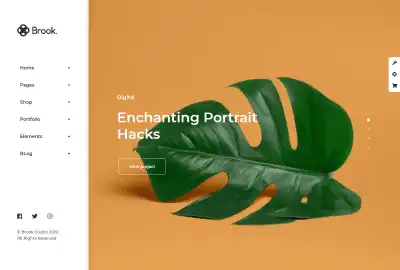 Brook.
Home
Pages
Shop
Portfolio
Elements
BLog
Digital
Enchanting Portrait
Hacks
View project
© Brook Studio 2019.
All Rights Reserved